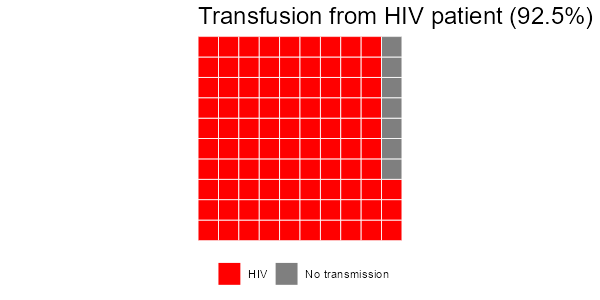 Transfusion from HIV patient (92.5%)
HIV No transmission